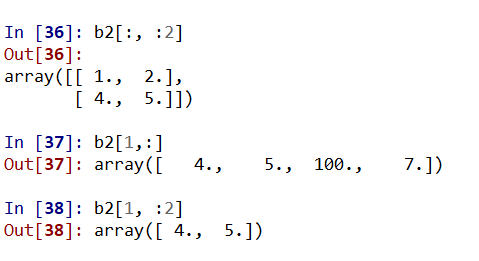 In [36]: b2[:, :2]
Out[36]:
array([[ 1.,  2.],
       [ 4.,  5.]])
In [37]: b2[1,:]
Out[37]: array([   4.,    5.,  100.,    7.])
In [38]: b2[1, :2]
Out[38]: array([ 4.,  5.])